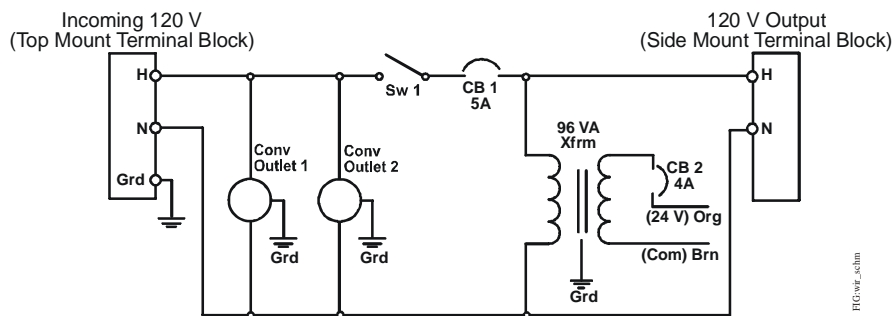 Incoming 120 V
(Top Mount Terminal Block)
120 V Output
(Side Mount Terminal Block)
H
Sw 1
CB 1
5A
H
N
96 VA
Xfrm
N
Conv
Outlet 1
Conv
Outlet 2
CB 2
4A
Grd
(24 V) Org
Grd
Grd
(Com) Brn
Grd
FIG:wir_schm